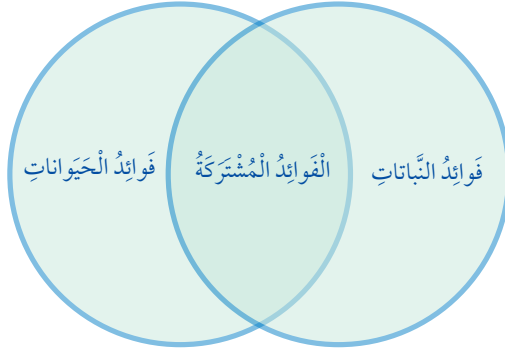 فَوائِدُ النَّباتاتِ
الْفَوائِدُ الْمُشْتَرَكَةُ
فَوائِدُ الْحَيَواناتِ